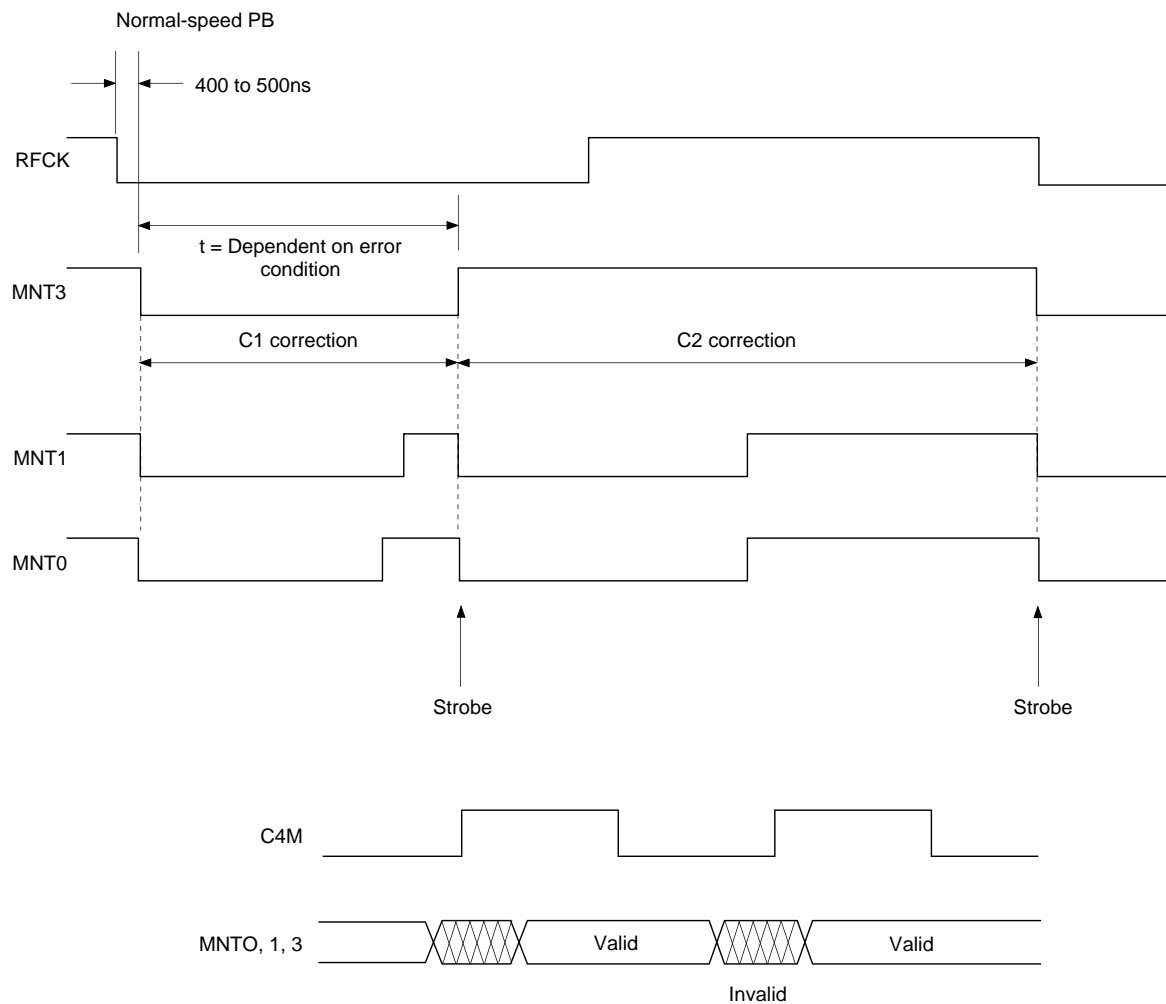 Normal-speed PB
400 to 500ns
RFCK
t = Dependent on error
condition
MNT3
C1 correction
C2 correction
MNT1
MNT0
Strobe
Strobe
C4M
MNTO, 1, 3
Valid
Valid
Invalid